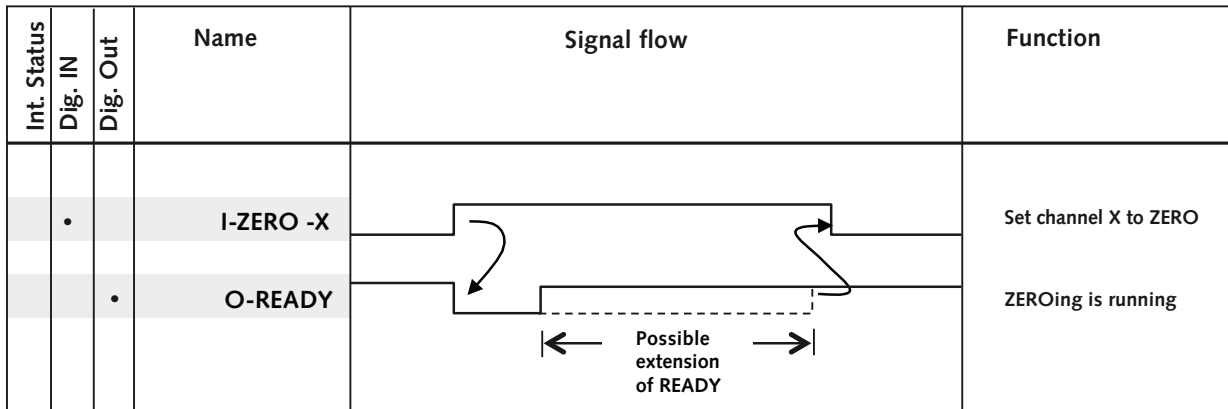 Int. Status
Dig. IN
Dig. Out
Name
Signal flow
Function
•
I-ZERO -X
Set channel X to ZERO
•
O-READY
ZEROing is running
Possible
extension
of READY